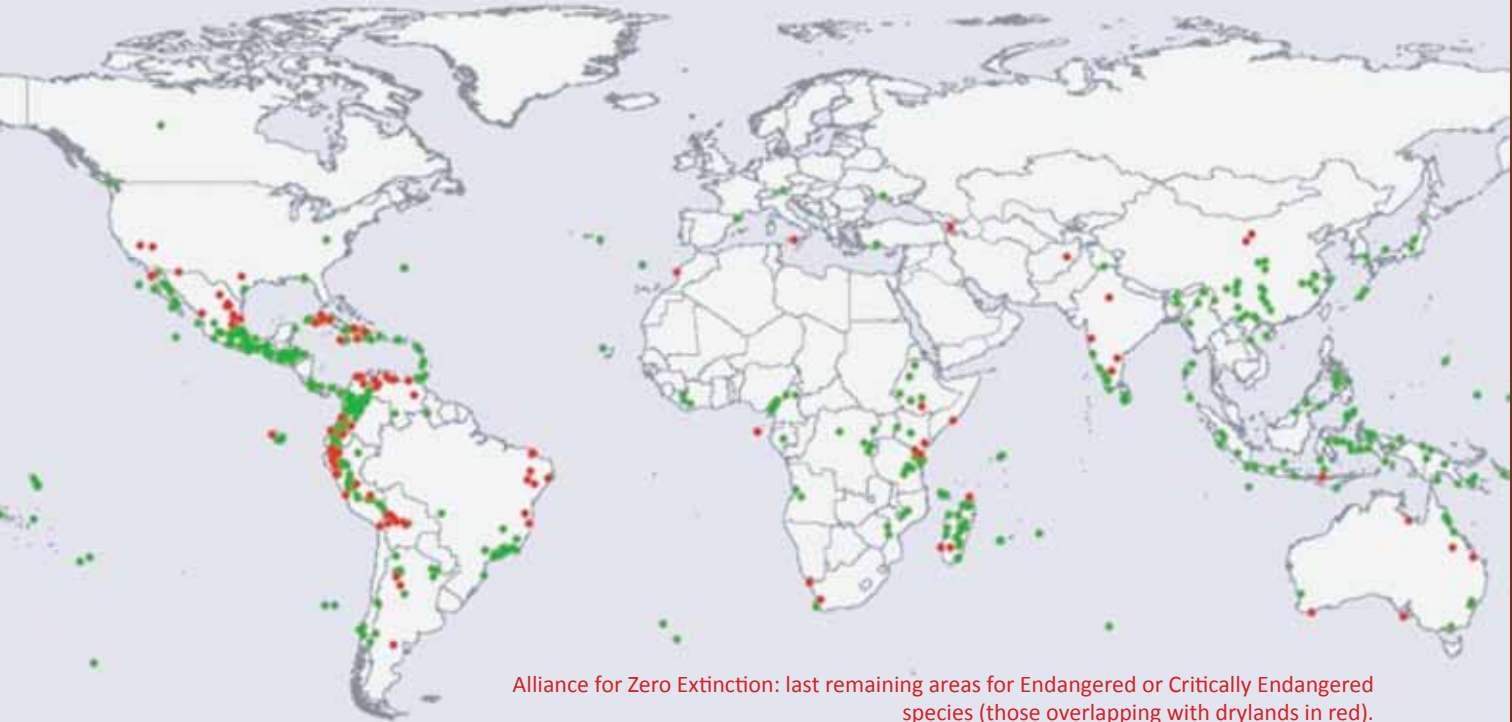 Alliance for Zero Extinction: last remaining areas for Endangered or Critically Endangered
species (those overlapping with drylands in red).